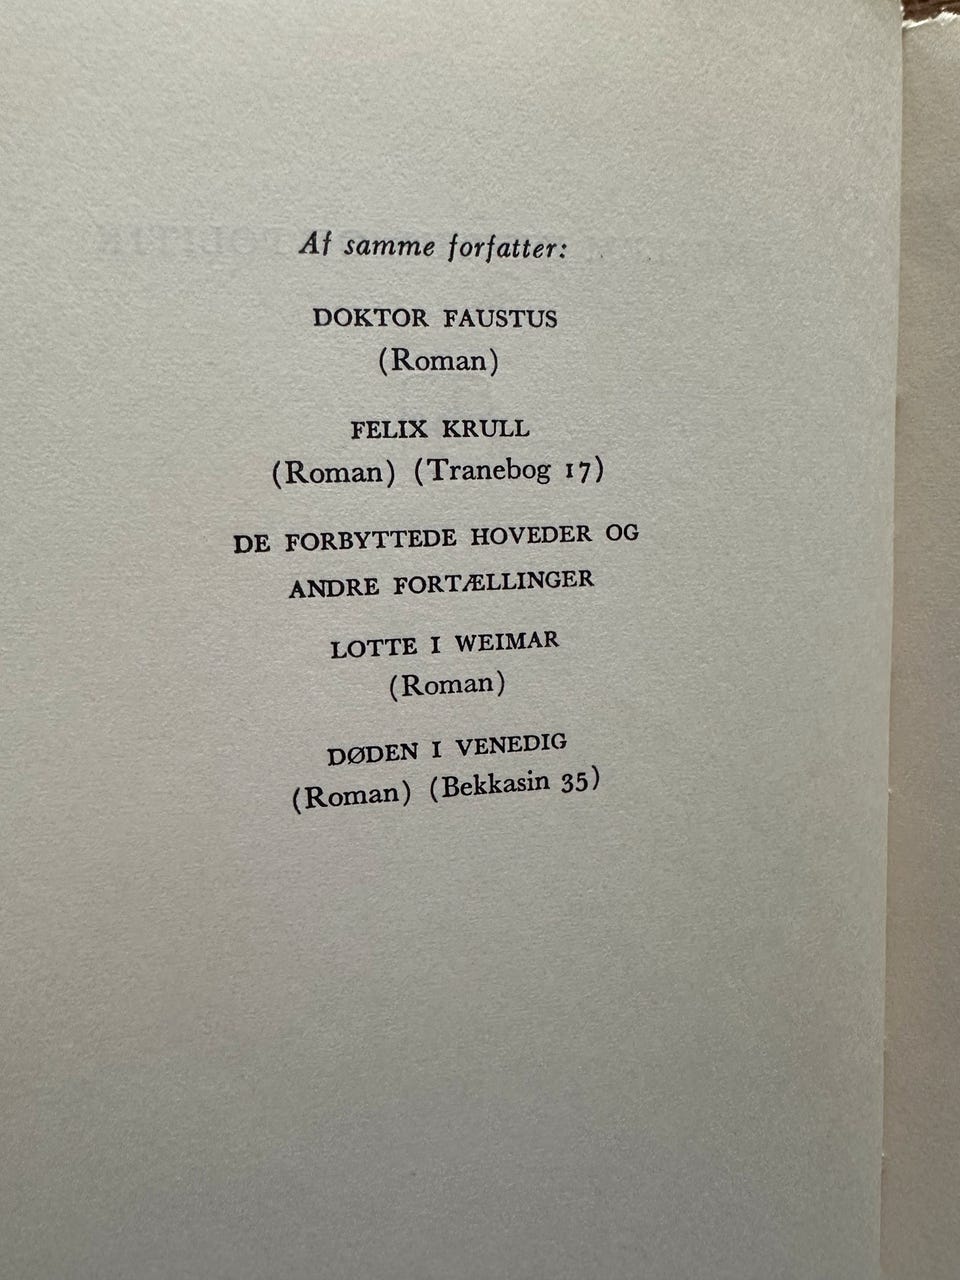 Af samme forfatter:
DOKTOR FAUSTUS
(Roman)
FELIX KRULL
(Roman) (Tranebog 17)
DE FORBYTTEDE HOVEDER OG
ANDRE FORTÆLLINGER
LOTTE I WEIMAR
(Roman)
DØDEN I VENEDIG
(Roman) (Bekkasin 35)